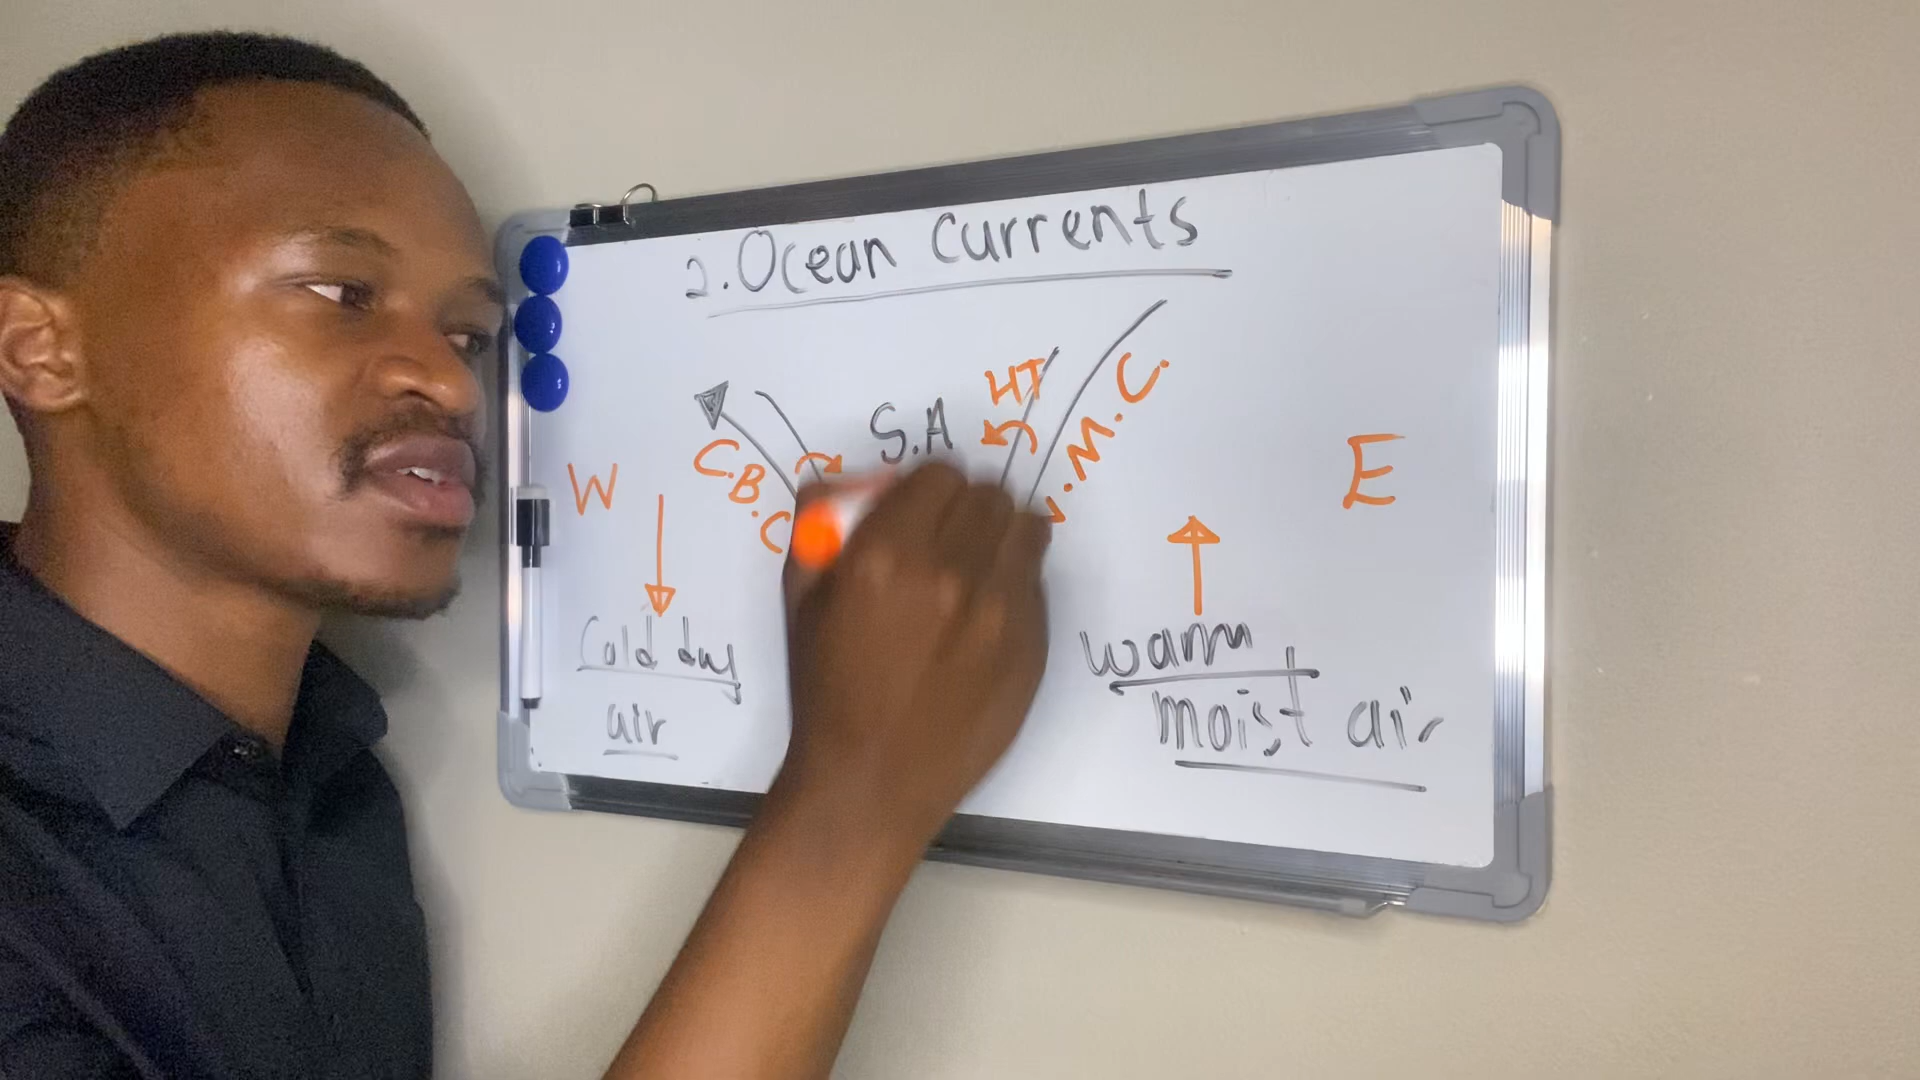 2. Ocean Currents
S.A
HT
C.B.C
.M.C.
W
E
Cold dry
air
warm
moist air